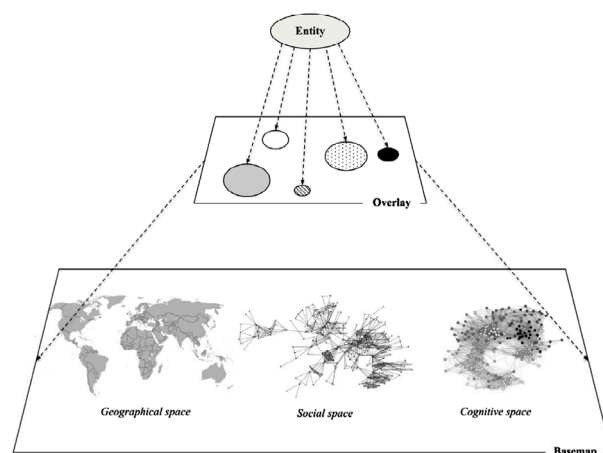 Entity
Overlay
Geographical space
Social space
Cognitive space
Basemap